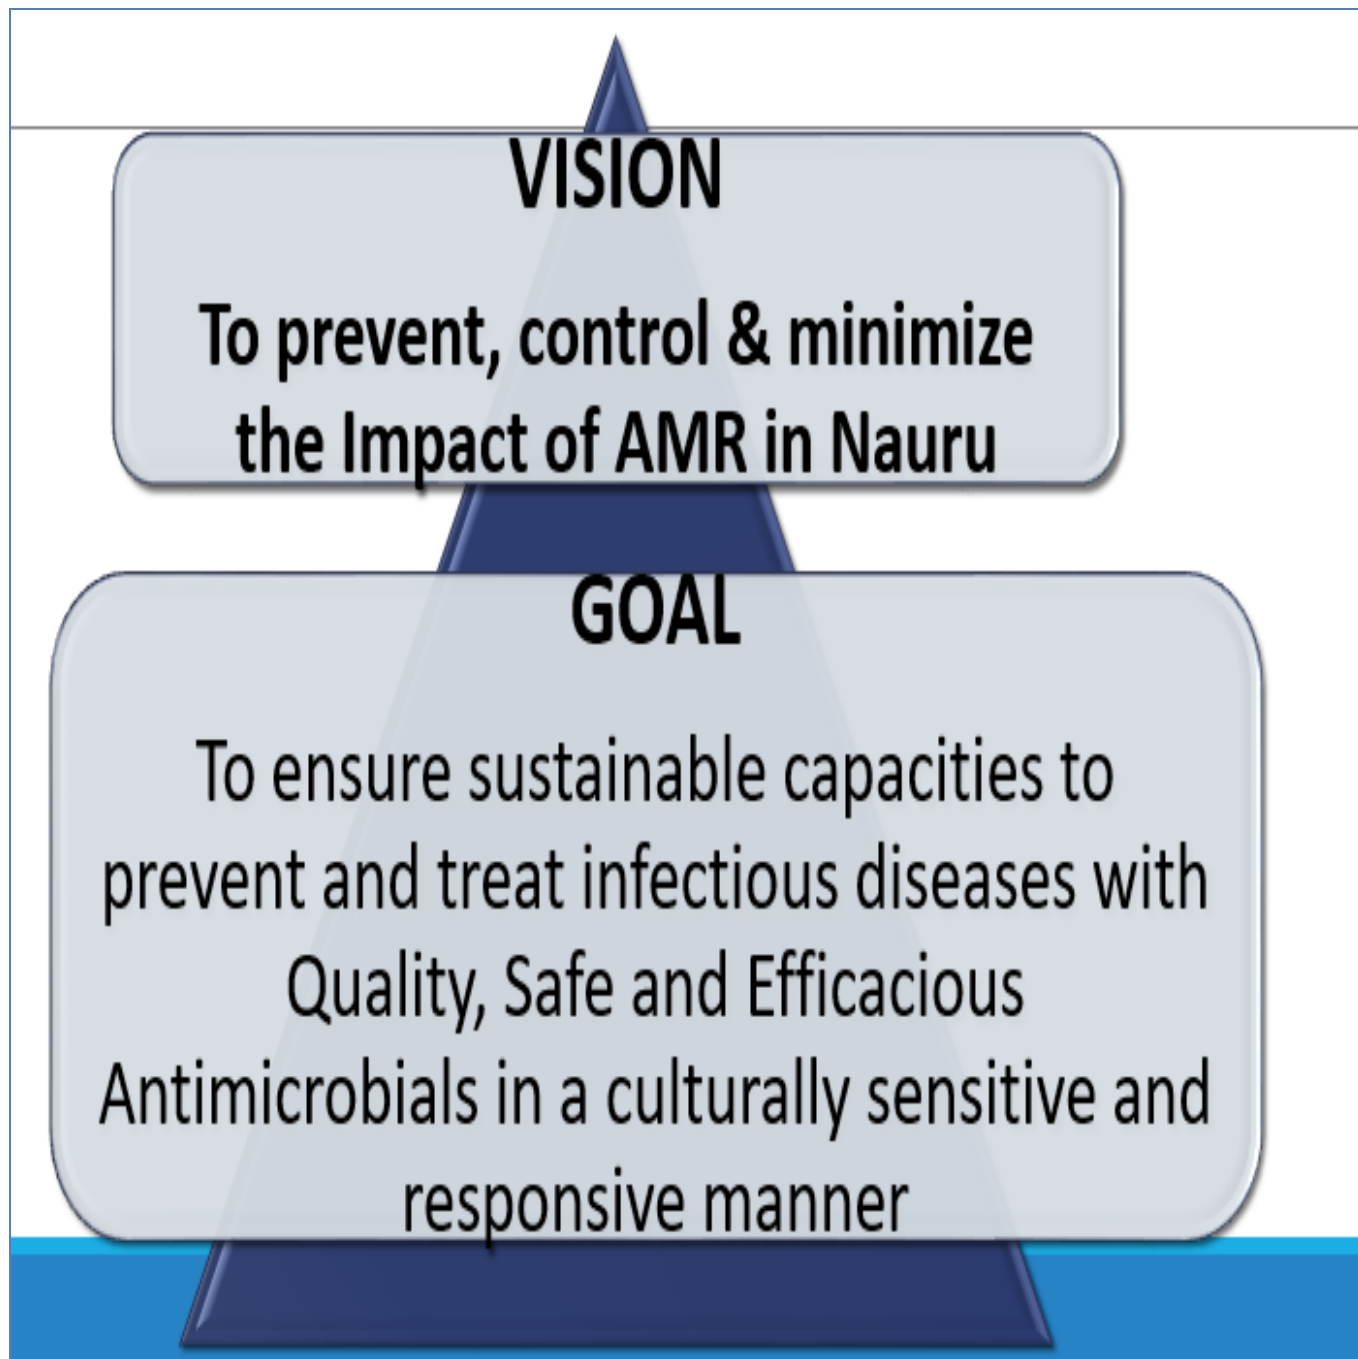 VISION
To prevent, control & minimize
the Impact of AMR in Nauru
GOAL
To ensure sustainable capacities to
prevent and treat infectious diseases with
Quality, Safe and Efficacious
Antimicrobials in a culturally sensitive and
responsive manner